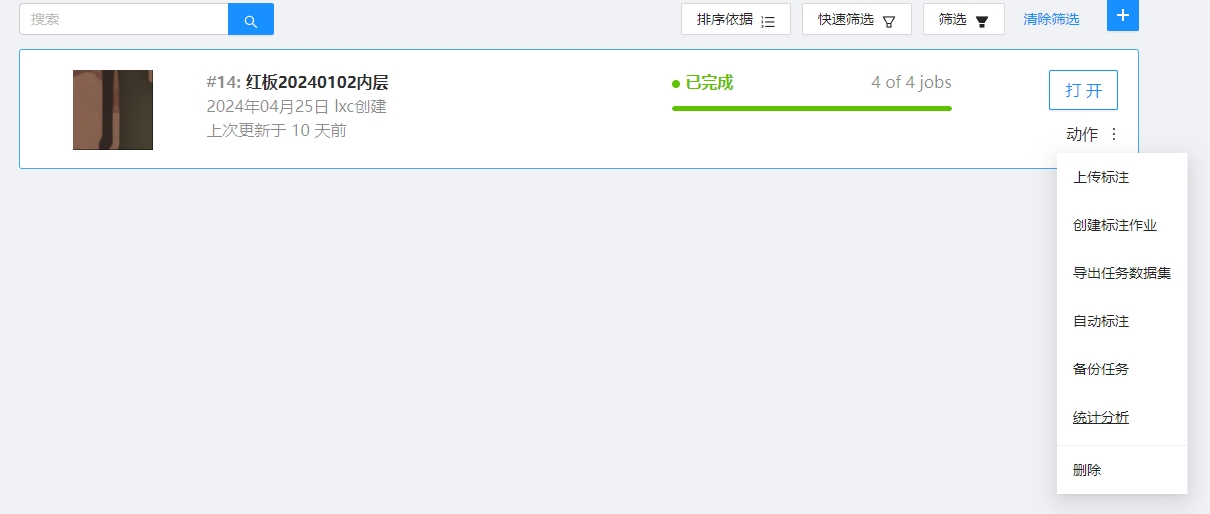 搜索
排序依据
快速筛选
筛选
清除筛选
#14: 红板20240102内层
2024年04月25日 lxc创建
上次更新于 10 天前
已完成
4 of 4 jobs
打 开
动作
上传标注
创建标注作业
导出任务数据集
自动标注
备份任务
统计分析
删除